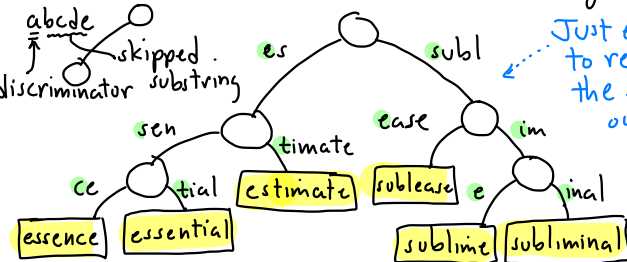 abcde
skipped
discriminator substring
es
subl
Just
to re
the
sen
timate
ease
im
ce
tial
estimate
sublease
e
inal
essence
essential
sublime
subliminal